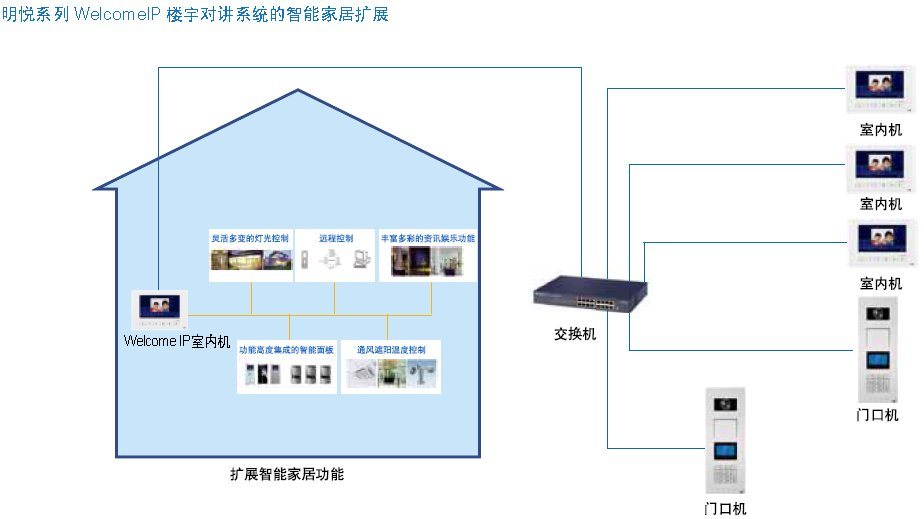 明悦系列 WelcomeIP 楼宇对讲系统的智能家居扩展
室内机
室内机
灵活多变的灯光控制
远程控制
丰富多彩的资讯娱乐功能
室内机
交换机
Welcome IP室内机
功能高度集成的智能面板
通风遮阳温度控制
门口机
扩展智能家居功能
门口机